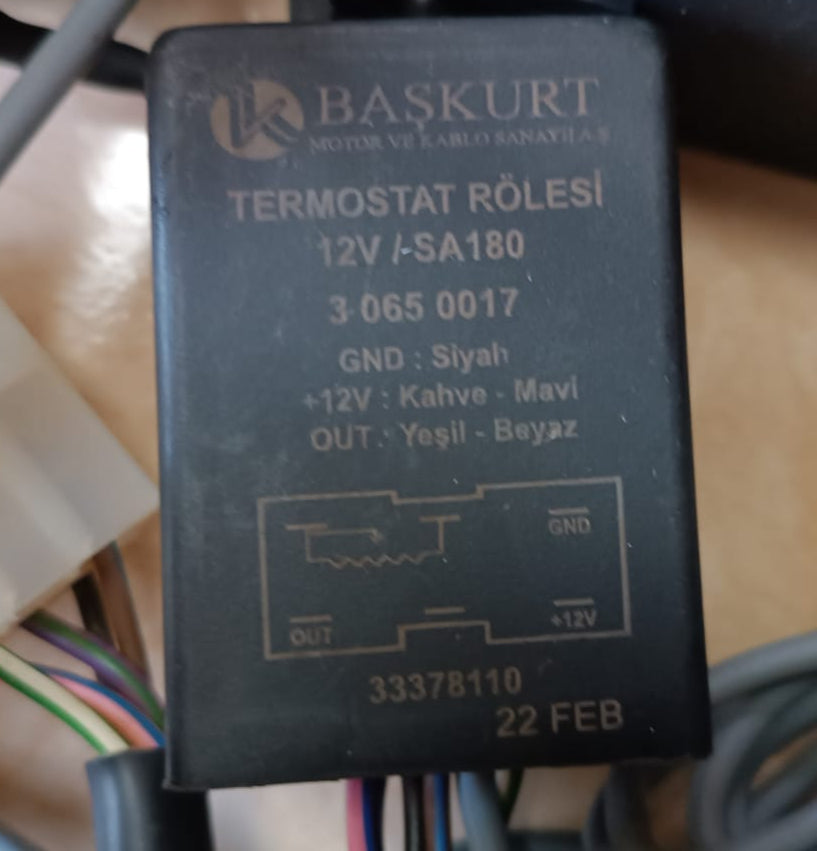 BAŞKURT
MOTOR VE KABLO SANAYİİ A.Ş
TERMOSTAT RÖLESİ
12V /-SA180
3 065 0017
GND : Siyah
+12V : Kahve - Mavi
OUT : Yeşil - Beyaz
GND
OUT
+12V
33378110
22 FEB